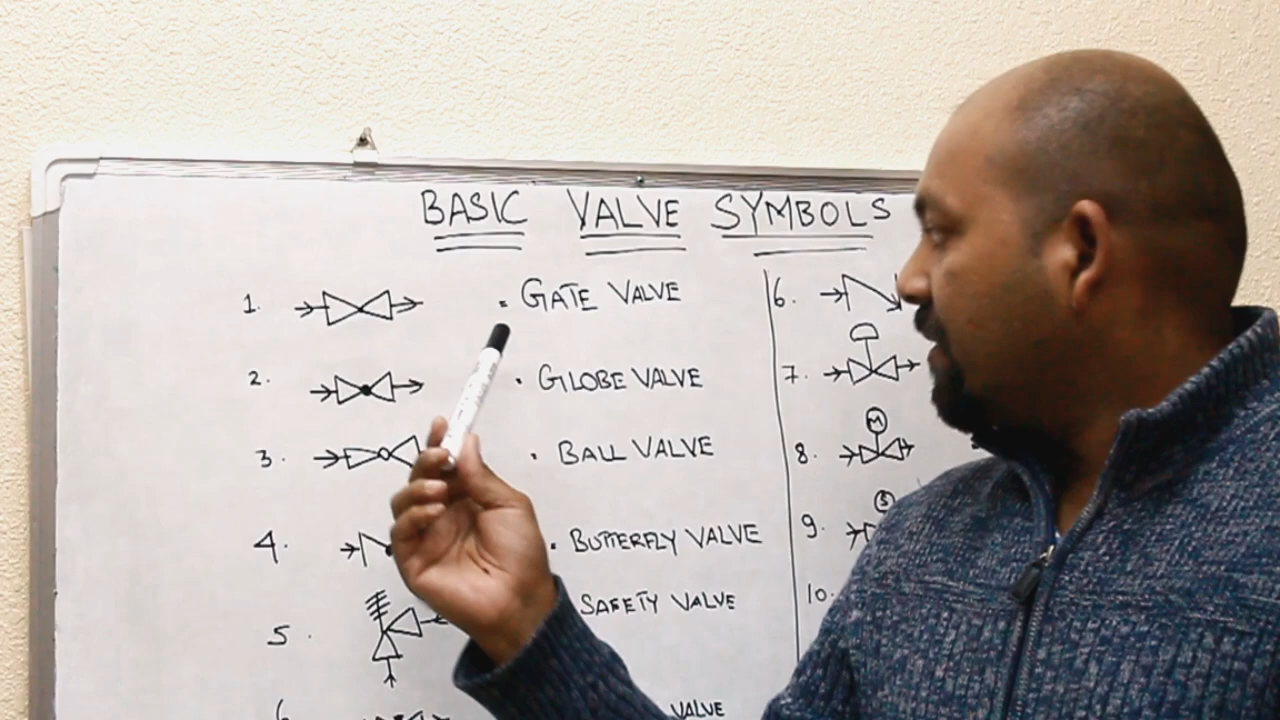 BASIC VALVE SYMBOLS
1. = GATE VALVE
2. . GLOBE VALVE
3. . BALL VALVE
4. . BUTTERFLY VALVE
5. SAFETY VALVE
6 VALVE
6.
7.
8. M
9. S
10.